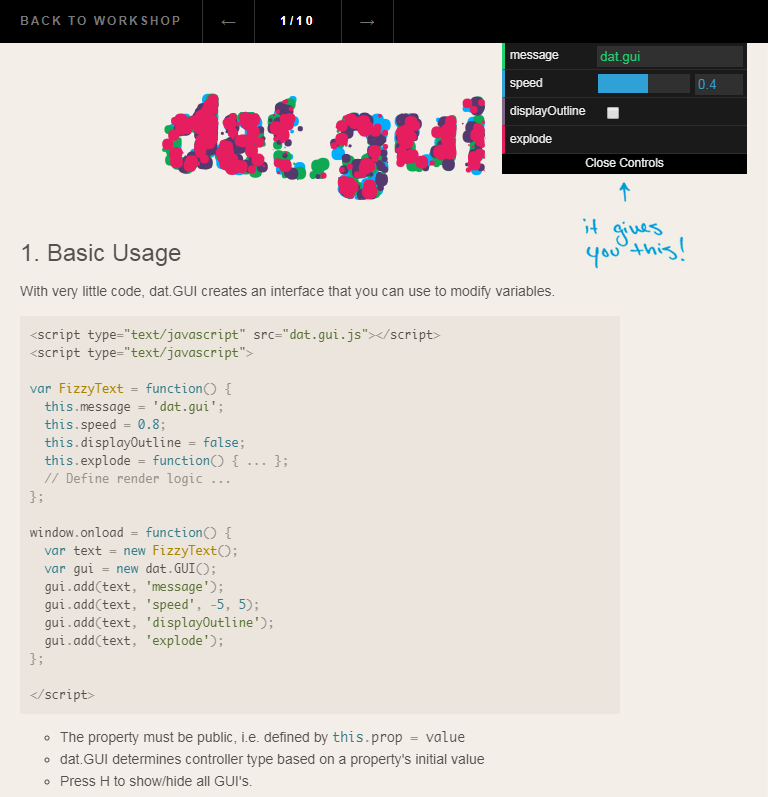 BACK TO WORKSHOP ← 1/10 →
message dat.gui
speed 0.4
displayOutline
explode
Close Controls
dat.gui
it gives
you this!
1. Basic Usage
With very little code, dat.GUI creates an interface that you can use to modify variables.
<script type="text/javascript" src="dat.gui.js"></script>
<script type="text/javascript">
var FizzyText = function() {
  this.message = 'dat.gui';
  this.speed = 0.8;
  this.displayOutline = false;
  this.explode = function() { ... };
  // Define render logic ...
};
window.onload = function() {
  var text = new FizzyText();
  var gui = new dat.GUI();
  gui.add(text, 'message');
  gui.add(text, 'speed', -5, 5);
  gui.add(text, 'displayOutline');
  gui.add(text, 'explode');
};
</script>
The property must be public, i.e. defined by this.prop = value
dat.GUI determines controller type based on a property's initial value
Press H to show/hide all GUI's.